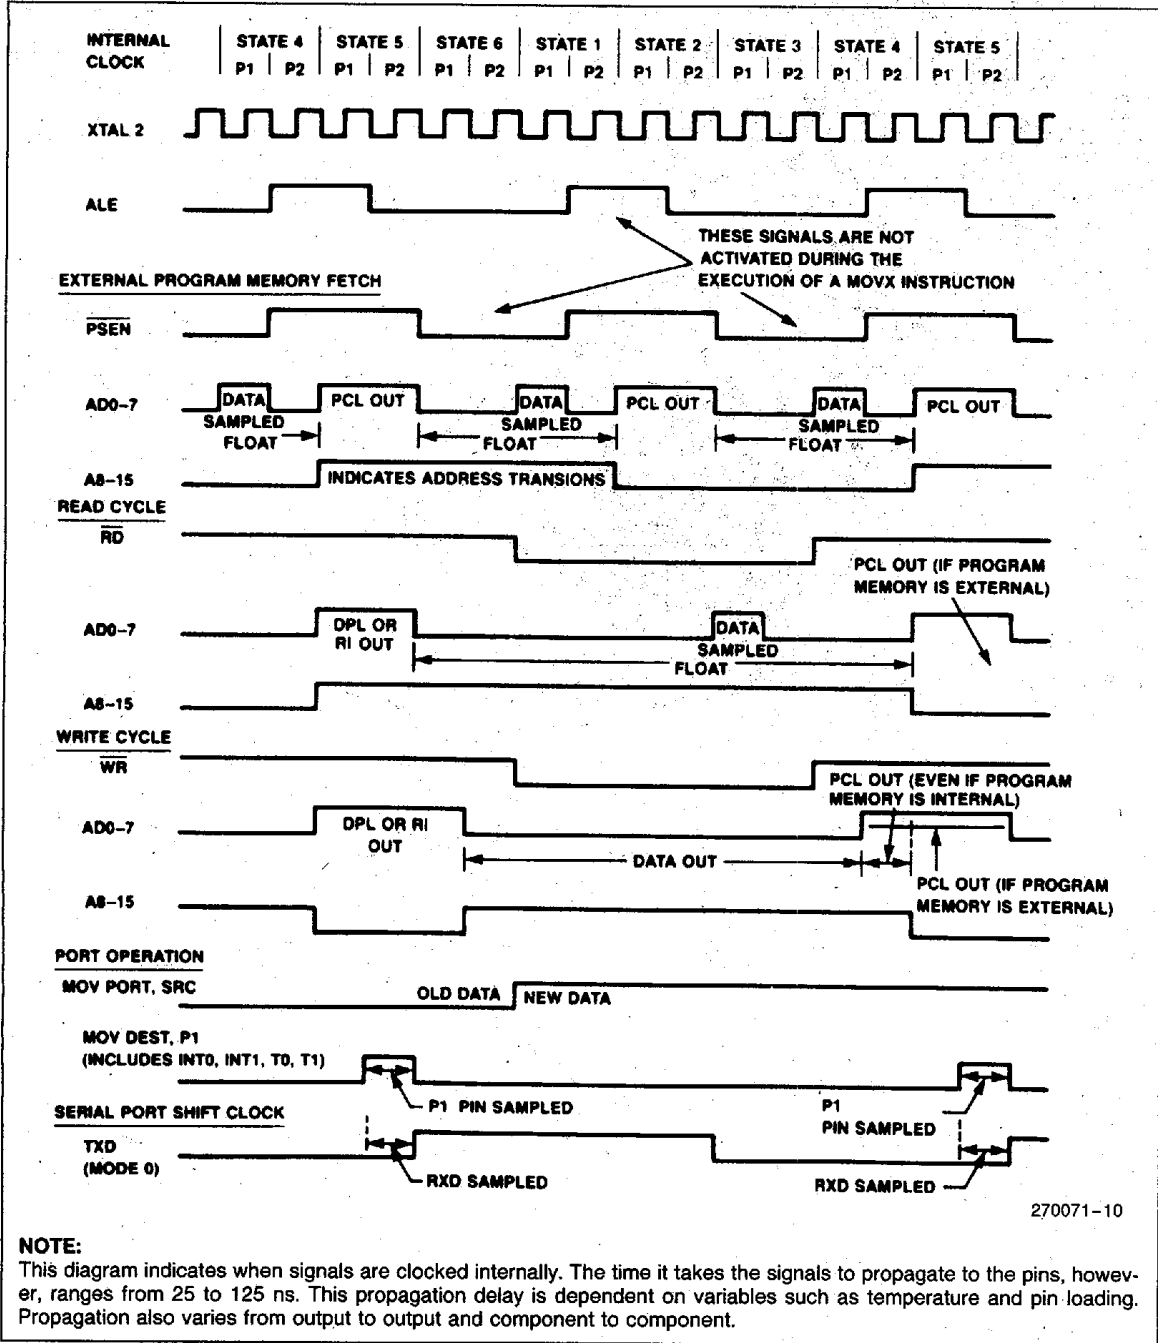 INTERNAL CLOCK
STATE 4 STATE 5 STATE 6 STATE 1 STATE 2 STATE 3 STATE 4 STATE 5
P1 P2 P1 P2 P1 P2 P1 P2 P1 P2 P1 P2 P1 P2 P1 P2
XTAL 2
ALE
THESE SIGNALS ARE NOT
ACTIVATED DURING THE
EXECUTION OF A MOVX INSTRUCTION
EXTERNAL PROGRAM MEMORY FETCH
PSEN
AD0–7
DATA PCL OUT DATA PCL OUT DATA PCL OUT
SAMPLED SAMPLED SAMPLED
FLOAT FLOAT FLOAT
A8–15
INDICATES ADDRESS TRANSIONS
READ CYCLE
RD
PCL OUT (IF PROGRAM
MEMORY IS EXTERNAL)
AD0–7
DPL OR
RI OUT
DATA
SAMPLED
FLOAT
A8–15
WRITE CYCLE
WR
PCL OUT (EVEN IF PROGRAM
MEMORY IS INTERNAL)
AD0–7
DPL OR RI
OUT
DATA OUT
PCL OUT (IF PROGRAM
MEMORY IS EXTERNAL)
A8–15
PORT OPERATION
MOV PORT, SRC
OLD DATA NEW DATA
MOV DEST, P1
(INCLUDES INT0, INT1, T0, T1)
P1 PIN SAMPLED
P1
PIN SAMPLED
SERIAL PORT SHIFT CLOCK
TXD
(MODE 0)
RXD SAMPLED
RXD SAMPLED
270071–10
NOTE:
This diagram indicates when signals are clocked internally. The time it takes the signals to propagate to the pins, howev-
er, ranges from 25 to 125 ns. This propagation delay is dependent on variables such as temperature and pin loading.
Propagation also varies from output to output and component to component.